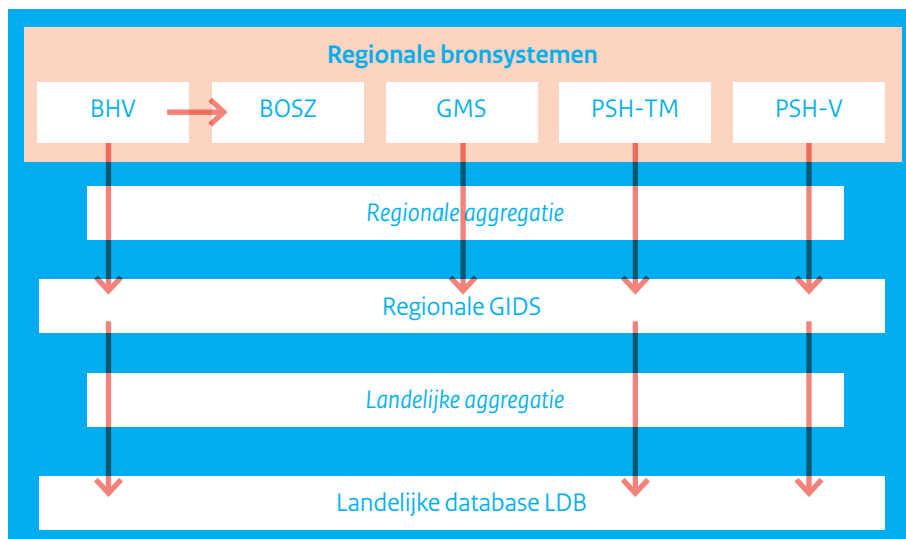 Regionale bronsystemen
BHV
BOSZ
GMS
PSH-TM
PSH-V
Regionale aggregatie
Regionale GIDS
Landelijke aggregatie
Landelijke database LDB